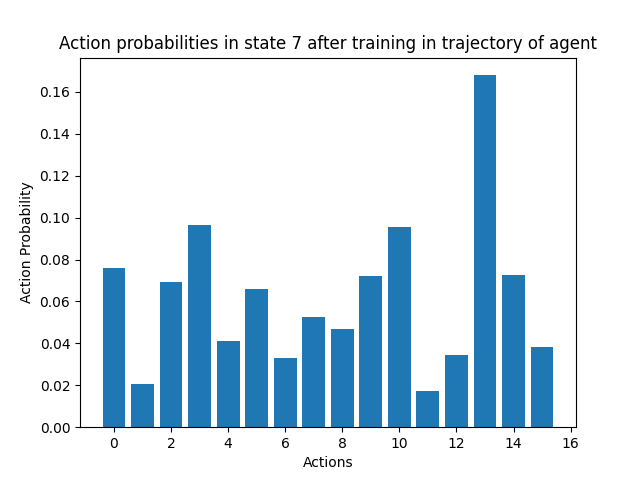 Action probabilities in state 7 after training in trajectory of agent
0.16
0.14
0.12
0.10
0.08
0.06
0.04
0.02
0.00
Action Probability
0 2 4 6 8 10 12 14 16
Actions